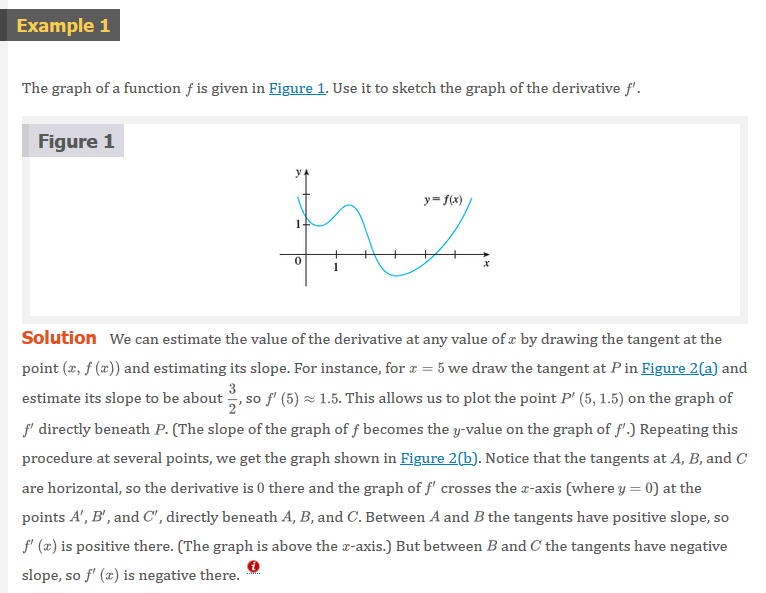 Example 1
The graph of a function f is given in Figure 1. Use it to sketch the graph of the derivative f′.
Figure 1
y
y = f(x)
1
0
1
x
Solution We can estimate the value of the derivative at any value of x by drawing the tangent at the
point (x, f (x)) and estimating its slope. For instance, for x = 5 we draw the tangent at P in Figure 2(a) and
estimate its slope to be about 3/2, so f′ (5) ≈ 1.5. This allows us to plot the point P′ (5, 1.5) on the graph of
f′ directly beneath P. (The slope of the graph of f becomes the y-value on the graph of f′.) Repeating this
procedure at several points, we get the graph shown in Figure 2(b). Notice that the tangents at A, B, and C
are horizontal, so the derivative is 0 there and the graph of f′ crosses the x-axis (where y = 0) at the
points A′, B′, and C′, directly beneath A, B, and C. Between A and B the tangents have positive slope, so
f′ (x) is positive there. (The graph is above the x-axis.) But between B and C the tangents have negative
slope, so f′ (x) is negative there.